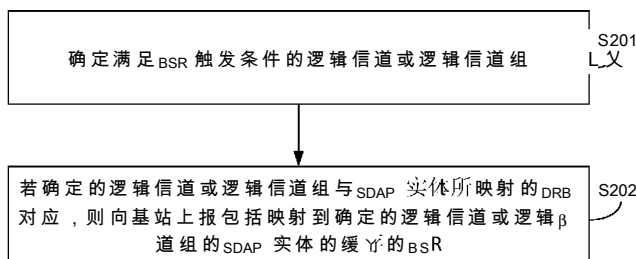 S201
确定满足BSR触发条件的逻辑信道或逻辑信道组
S202
若确定的逻辑信道或逻辑信道组与SDAP实体所映射的DRB
对应，则向基站上报包括映射到确定的逻辑信道或逻辑
道组的SDAP实体的缓的BSR